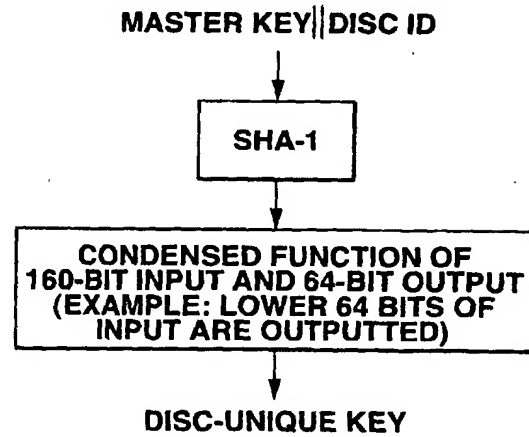 MASTER KEY||DISC ID
SHA-1
CONDENSED FUNCTION OF
160-BIT INPUT AND 64-BIT OUTPUT
(EXAMPLE: LOWER 64 BITS OF
INPUT ARE OUTPUTTED)
DISC-UNIQUE KEY